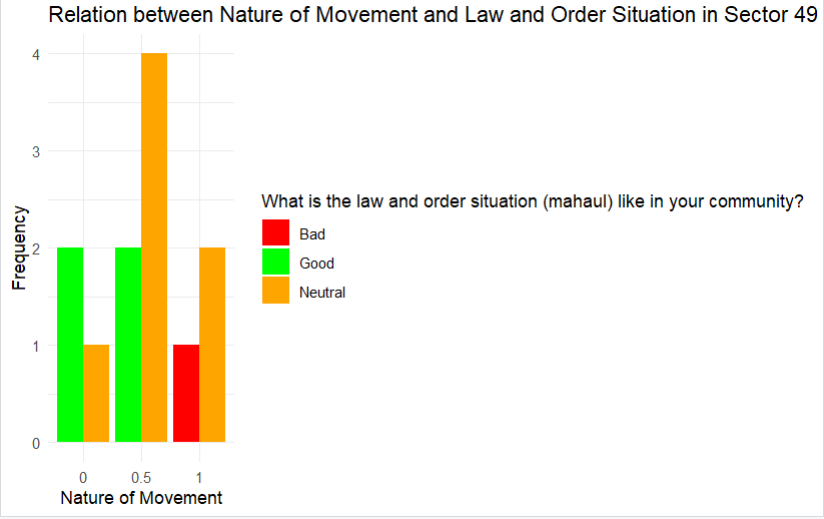 Relation between Nature of Movement and Law and Order Situation in Sector 49
4
3
2
1
0
Frequency
0 0.5 1
Nature of Movement
What is the law and order situation (mahaul) like in your community?
Bad
Good
Neutral